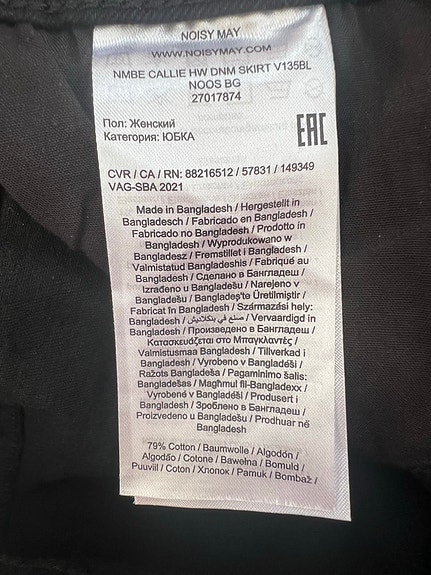 NOISY MAY
WWW.NOISYMAY.COM
NMBE CALLIE HW DNM SKIRT V135BL
NOOS BG
27017874
Пол: Женский
Категория: ЮБКА
EAC
CVR / CA / RN: 88216512 / 57831 / 149349
VAG-SBA 2021
Made in Bangladesh / Hergestellt in
Bangladesch / Fabricado en Bangladesh /
Fabricado no Bangladesh / Prodotto in
Bangladesh / Wyprodukowano w
Bangladesz / Fremstillet i Bangladesh /
Valmistatud Bangladeshis / Fabriqué au
Bangladesh / Сделано в Бангладеш /
Izrađeno u Bangladešu / Narejeno v
Bangladešu / Bangladeş'te Üretilmiştir /
Fabricat în Bangladesh / Származási hely:
Bangladesh / صنع في بنكلاديش / Vervaardigd in
Bangladesh / Произведено в Бангладеш /
Κατασκευάζεται στο Μπαγκλαντές /
Valmistusmaa Bangladesh / Tillverkad i
Bangladesh / Vyrobeno v Bangladéši /
Ražots Bangladeša / Pagaminimo šalis:
Bangladešas / Magħmul fil-Bangladexx /
Vyrobené v Bangladéši / Produsert i
Bangladesh / Зроблено в Бангладеш /
Proizvedeno u Bangladešu / Prodhuar në
Bangladesh
79% Cotton / Baumwolle / Algodón /
Algodão / Cotone / Bawełna / Bomuld /
Puuvill / Coton / Хлопок / Pamuk / Bombaž /